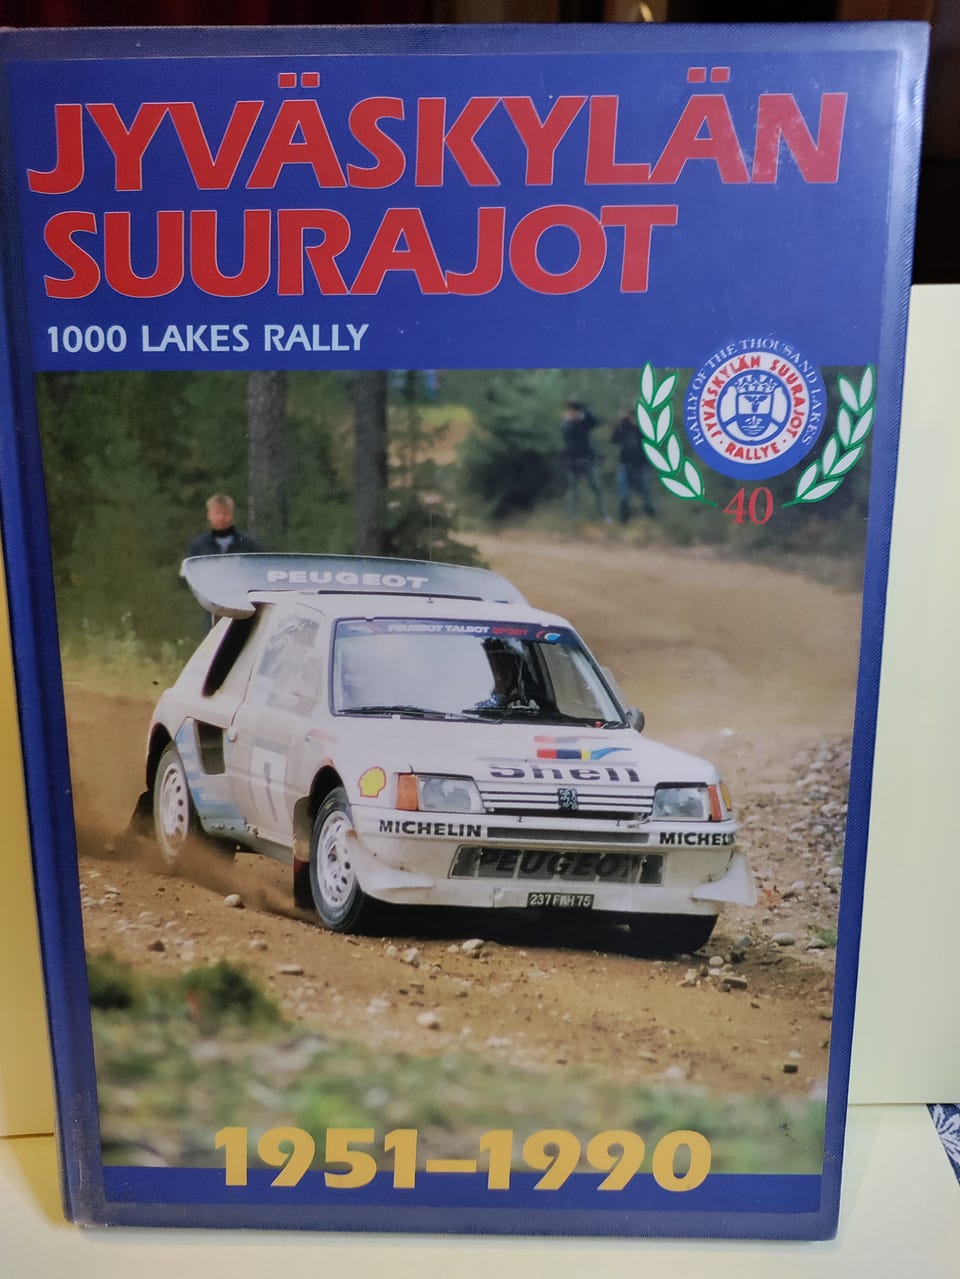 JYVÄSKYLÄN
SUURAJOT
1000 LAKES RALLY
RALLY OF THE THOUSAND LAKES
JYVÄSKYLÄN SUURAJOT
· RALLYE ·
40
PEUGEOT
PEUGEOT TALBOT SPORT
Shell
MICHELIN
MICHELI
PEUGEOT
237 FWH 75
1951–1990